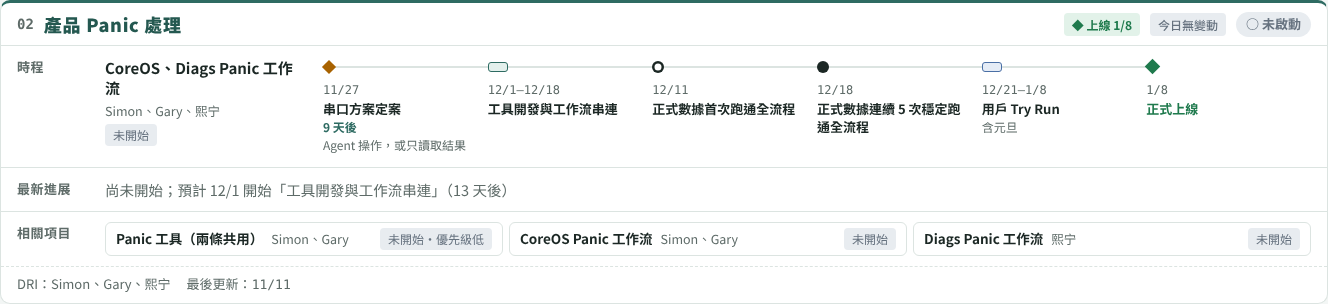 02 產品 Panic 處理
◆ 上線 1/8
今日無變動
○ 未啟動
時程
CoreOS、Diags Panic 工作
流
Simon、Gary、熙宁
未開始
11/27
串口方案定案
9 天後
Agent 操作，或只讀取結果
12/1–12/18
工具開發與工作流串連
12/11
正式數據首次跑通全流程
12/18
正式數據連續 5 次穩定跑
通全流程
12/21–1/8
用戶 Try Run
含元旦
1/8
正式上線
最新進展
尚未開始；預計 12/1 開始「工具開發與工作流串連」（13 天後）
相關項目
Panic 工具（兩條共用） Simon、Gary 未開始・優先級低
CoreOS Panic 工作流 Simon、Gary 未開始
Diags Panic 工作流 熙宁 未開始
DRI：Simon、Gary、熙宁 最後更新：11/11